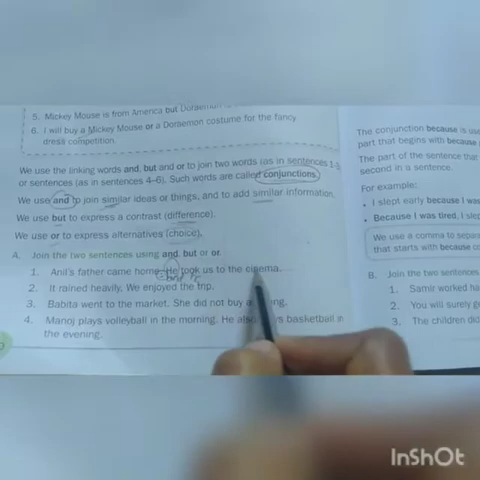 5. Mickey Mouse is from America but Doraemon is
6. I will buy a Mickey Mouse or a Doraemon costume for the fancy
dress competition.
We use the linking words and, but and or to join two words (as in sentences 1-3)
or sentences (as in sentences 4–6). Such words are called conjunctions.
We use and to join similar ideas or things, and to add similar information.
We use but to express a contrast (difference).
We use or to express alternatives (choice).
A. Join the two sentences using and, but or or.
1. Anil's father came home. He took us to the cinema.
and
2. It rained heavily. We enjoyed the trip.
3. Babita went to the market. She did not buy
4. Manoj plays volleyball in the morning. He also basketball in
the evening.
The conjunction because is
part that begins with because
The part of the sentence that
second in a sentence.
For example:
• I slept early because I was
• Because I was tired, I
We use a comma to
that starts with because
B. Join the two sentences
1. Samir worked
2. You will surely
3. The children
InShOt